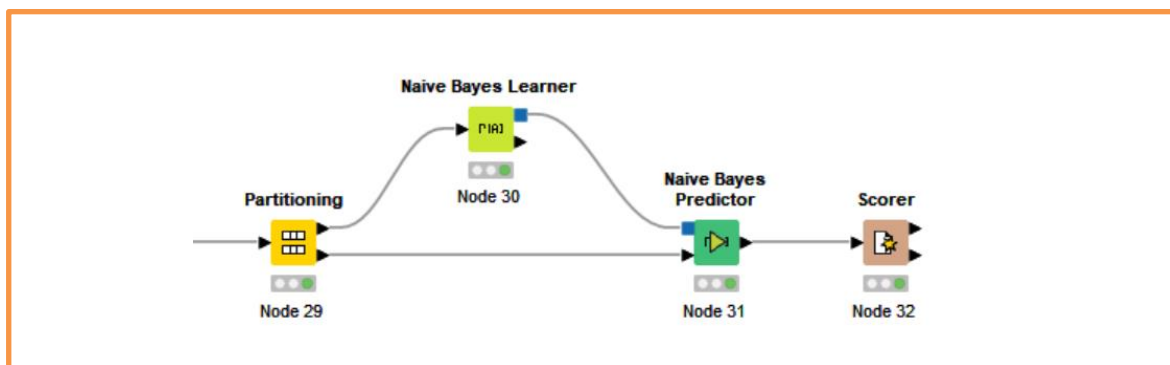 Naive Bayes Learner
Node 30
Partitioning
Node 29
Naive Bayes
Predictor
Node 31
Scorer
Node 32